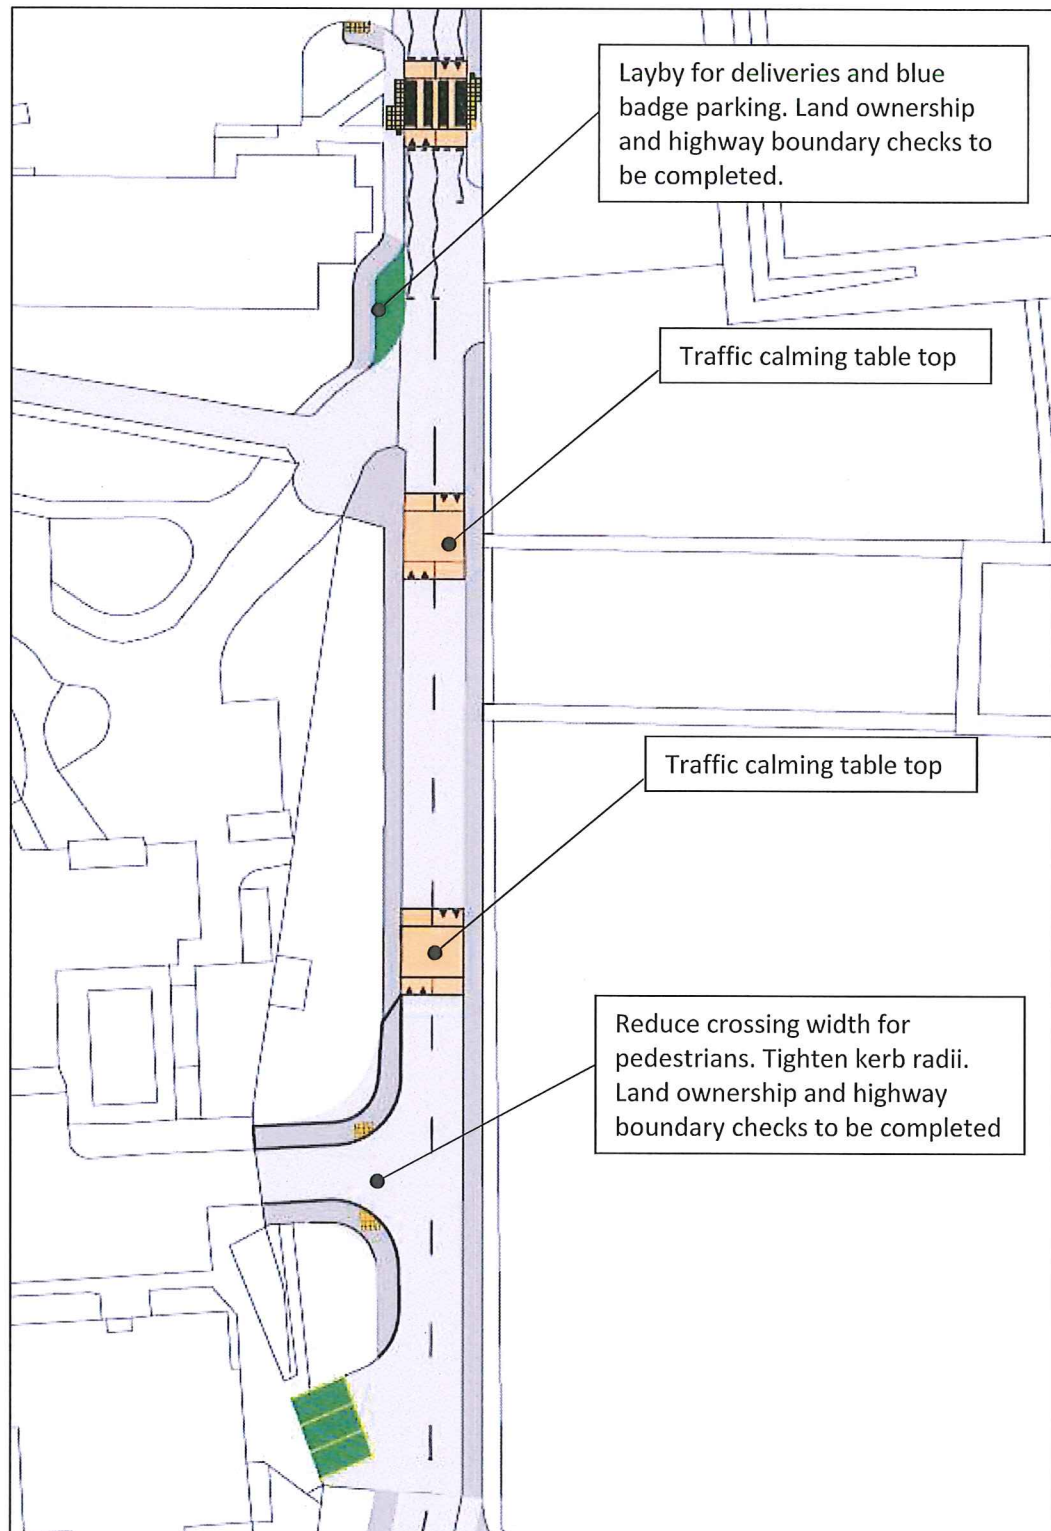 Layby for deliveries and blue
badge parking. Land ownership
and highway boundary checks to
be completed.
Traffic calming table top
Traffic calming table top
Reduce crossing width for
pedestrians. Tighten kerb radii.
Land ownership and highway
boundary checks to be completed